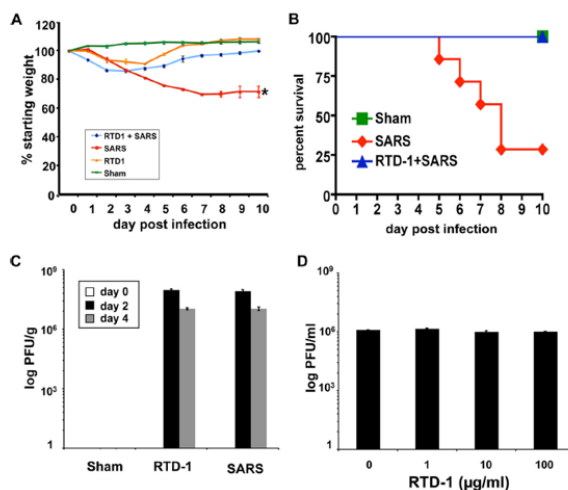 A
% starting weight
120
100
80
60
40
20
0
RTD1 + SARS
SARS
RTD1
Sham
*
0 1 2 3 4 5 6 7 8 9 10
day post infection
B
percent survival
100
75
50
25
0
Sham
SARS
RTD-1+SARS
0 1 2 3 4 5 6 7 8 9 10
day post infection
C
log PFU/g
10⁹
10⁶
10³
1
day 0
day 2
day 4
Sham RTD-1 SARS
D
log PFU/ml
10⁹
10⁶
10³
1
0 1 10 100
RTD-1 (µg/ml)